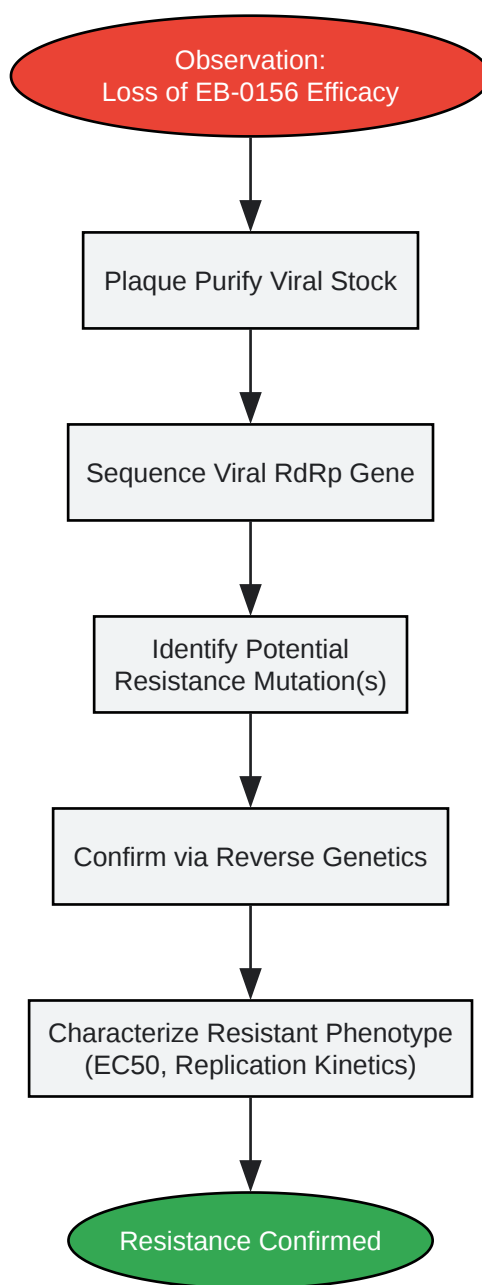 Observation:
Loss of EB-0156 Efficacy
Plaque Purify Viral Stock
Sequence Viral RdRp Gene
Identify Potential
Resistance Mutation(s)
Confirm via Reverse Genetics
Characterize Resistant Phenotype
(EC50, Replication Kinetics)
Resistance Confirmed